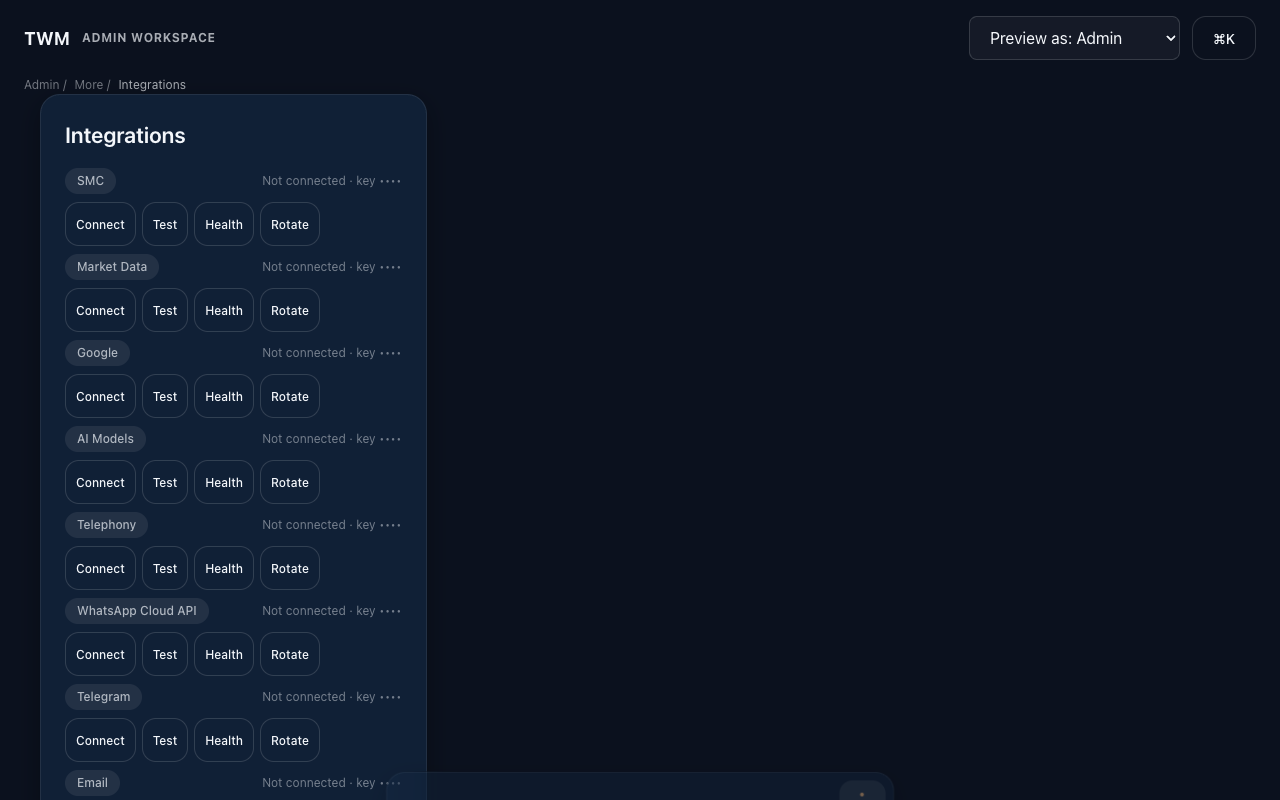 TWM ADMIN WORKSPACE Preview as: Admin ⌘K
Admin / More / Integrations
Integrations
SMC Not connected · key ••••
Connect Test Health Rotate
Market Data Not connected · key ••••
Connect Test Health Rotate
Google Not connected · key ••••
Connect Test Health Rotate
AI Models Not connected · key ••••
Connect Test Health Rotate
Telephony Not connected · key ••••
Connect Test Health Rotate
WhatsApp Cloud API Not connected · key ••••
Connect Test Health Rotate
Telegram Not connected · key ••••
Connect Test Health Rotate
Email Not connected · key ••••